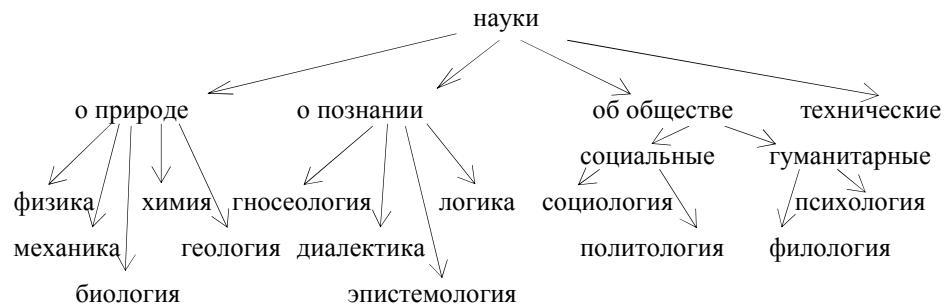 науки
о природе о познании об обществе технические
социальные гуманитарные
физика химия гносеология логика социология психология
механика геология диалектика политология филология
биология эпистемология